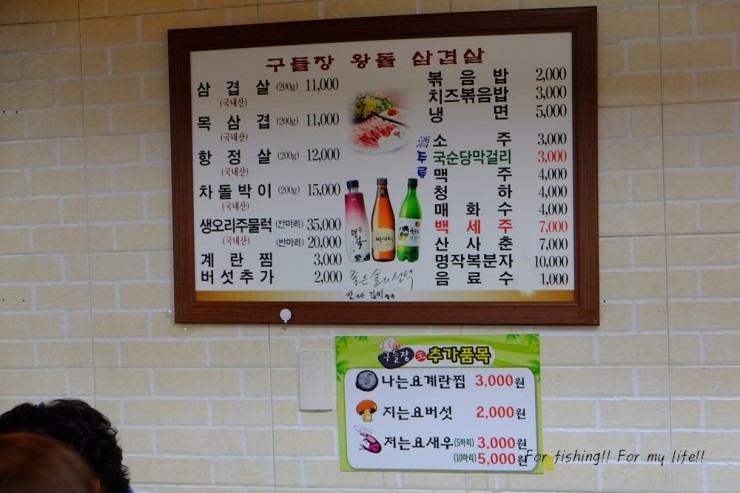 구들장 왕돌 삼겹살
삼겹살 (200g) 11,000
(국내산)
목삼겹 (200g) 11,000
(국내산)
항정살 (200g) 12,000
(국내산)
차돌박이 (200g) 15,000
(국내산)
생오리주물럭 (한마리) 35,000
(국내산) (반마리) 20,000
계란찜 3,000
버섯추가 2,000
볶음밥 2,000
치즈볶음밥 3,000
냉면 5,000
酒
주류
소주 3,000
국순당막걸리 3,000
맥주 4,000
청하 4,000
매화수 4,000
백세주 7,000
산사춘 7,000
명작복분자 10,000
음료수 1,000
좋은 술의 선택
구들장 추가품목
나는요계란찜 3,000원
지는요버섯 2,000원
저는요새우(5마리) 3,000원
(10마리) 5,000원
For fishing!! For my life!!